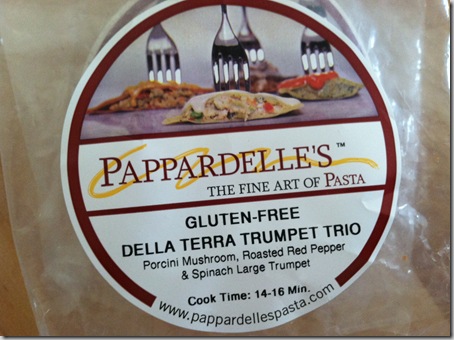 PAPPARDELLE'S™
THE FINE ART OF PASTA
GLUTEN-FREE
DELLA TERRA TRUMPET TRIO
Porcini Mushroom, Roasted Red Pepper
& Spinach Large Trumpet
Cook Time: 14-16 Min.
www.pappardellespasta.com